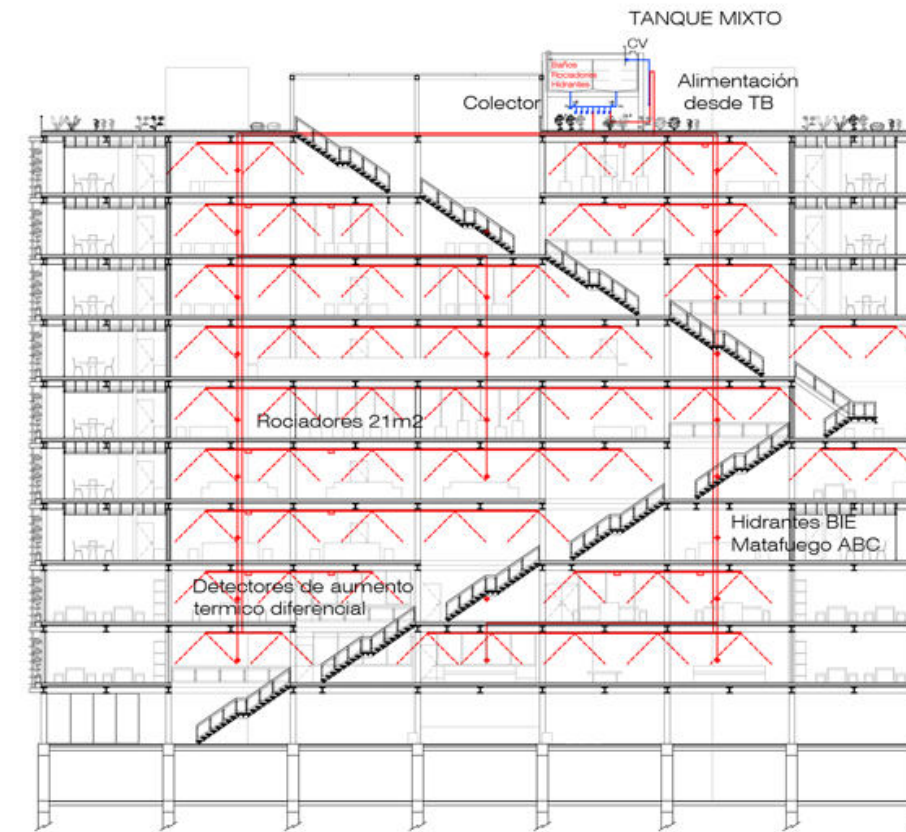 TANQUE MIXTO
CV
Baños
Rociadores
Hidrantes
Colector
Alimentación
desde TB
Rociadores 21m2
Hidrantes BIE
Matafuego ABC
Detectores de aumento
termico diferencial